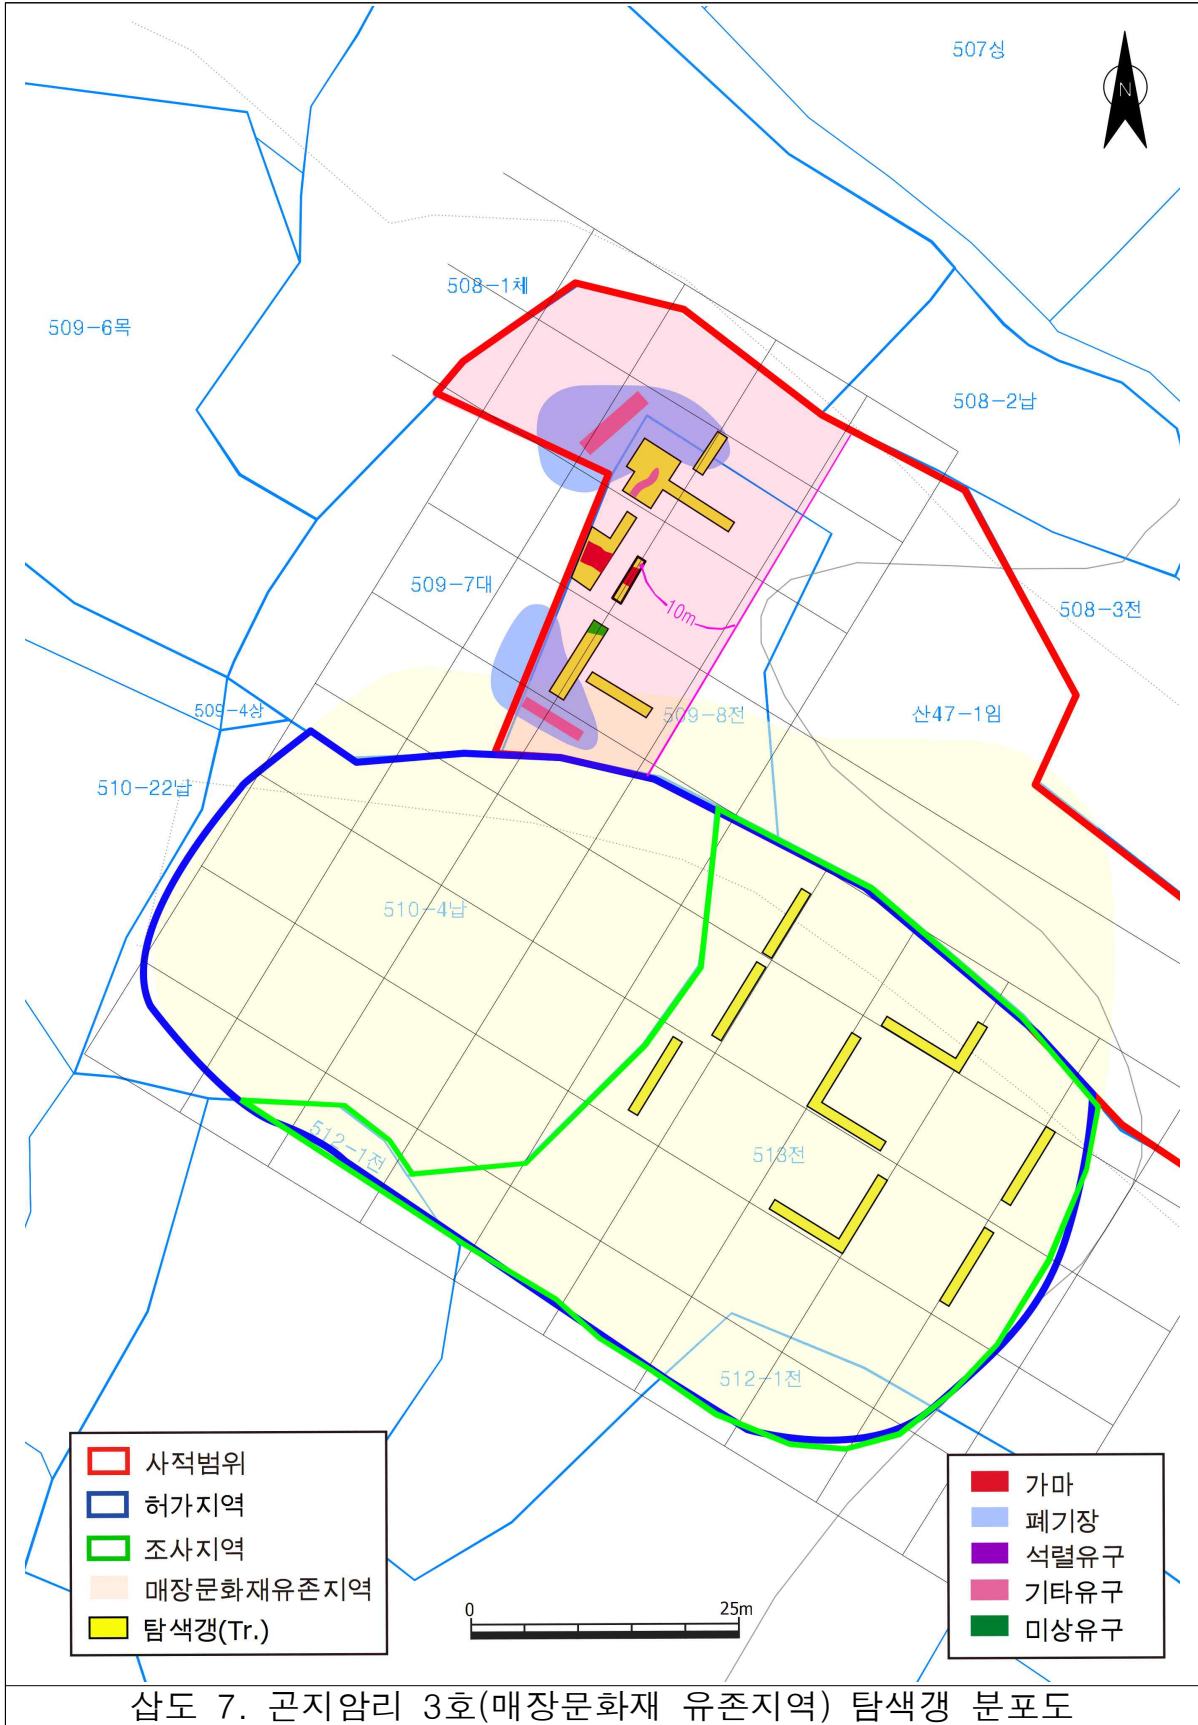 507싱
N
508-1체
509-6목
508-2납
509-7대
10m
508-3전
509-4상
509-8전
산47-1임
510-22납
510-4납
512-1전
513전
512-1전
사적범위
허가지역
조사지역
매장문화재유존지역
탐색갱(Tr.)
0 25m
가마
폐기장
석렬유구
기타유구
미상유구
삽도 7. 곤지암리 3호(매장문화재 유존지역) 탐색갱 분포도